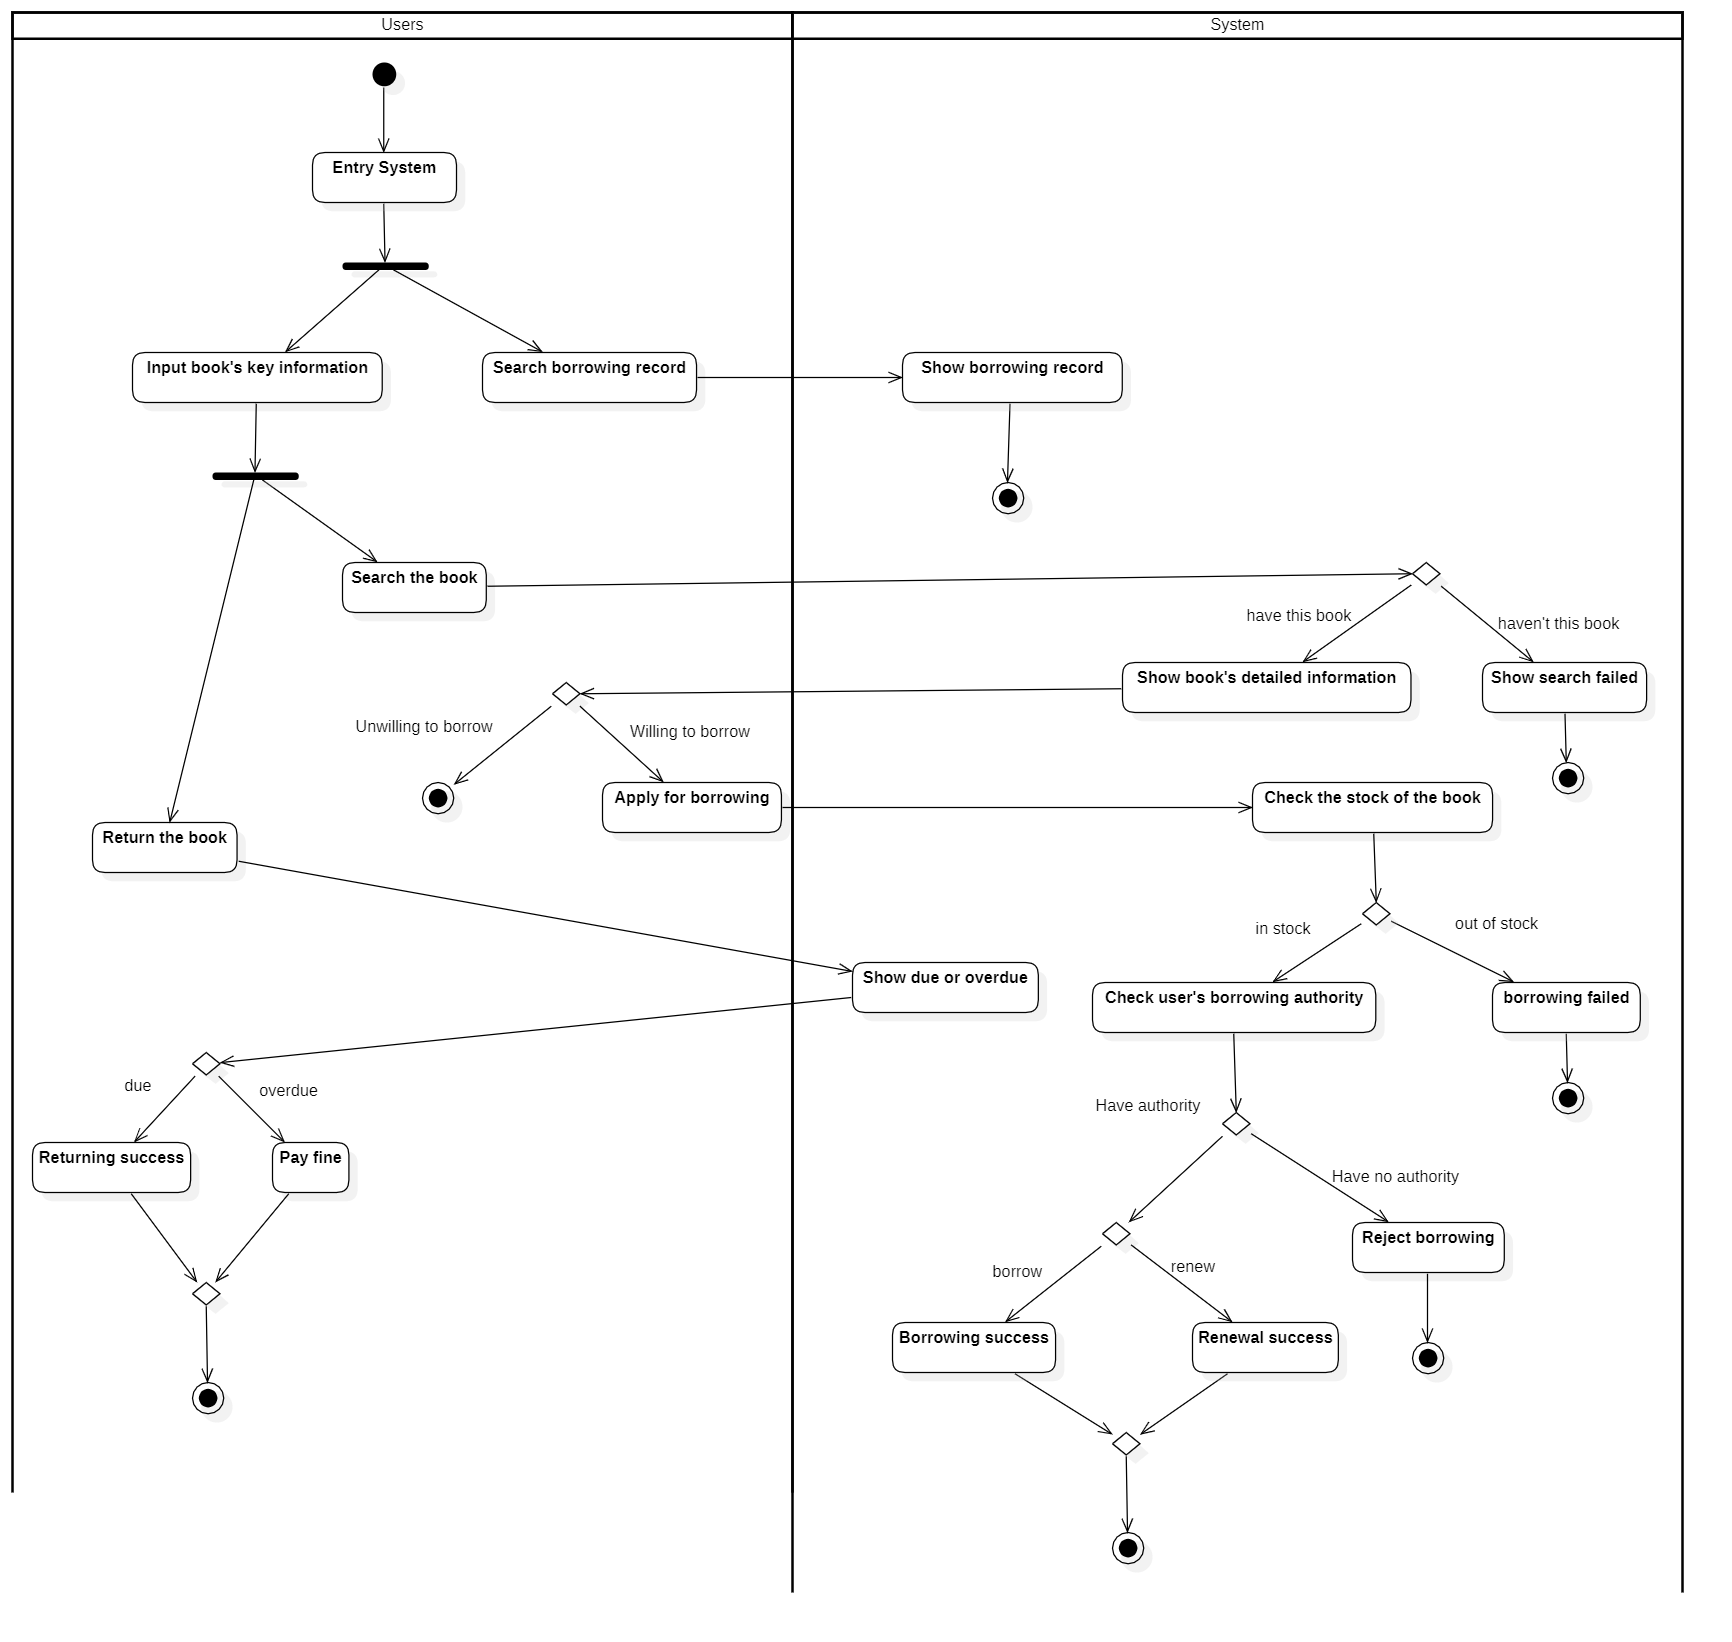 Users
System
Entry System
Input book's key information
Search borrowing record
Show borrowing record
Search the book
have this book
haven't this book
Show book's detailed information
Show search failed
Unwilling to borrow
Willing to borrow
Apply for borrowing
Check the stock of the book
Return the book
in stock
out of stock
Show due or overdue
Check user's borrowing authority
borrowing failed
due
overdue
Have authority
Returning success
Pay fine
Have no authority
Reject borrowing
borrow
renew
Borrowing success
Renewal success